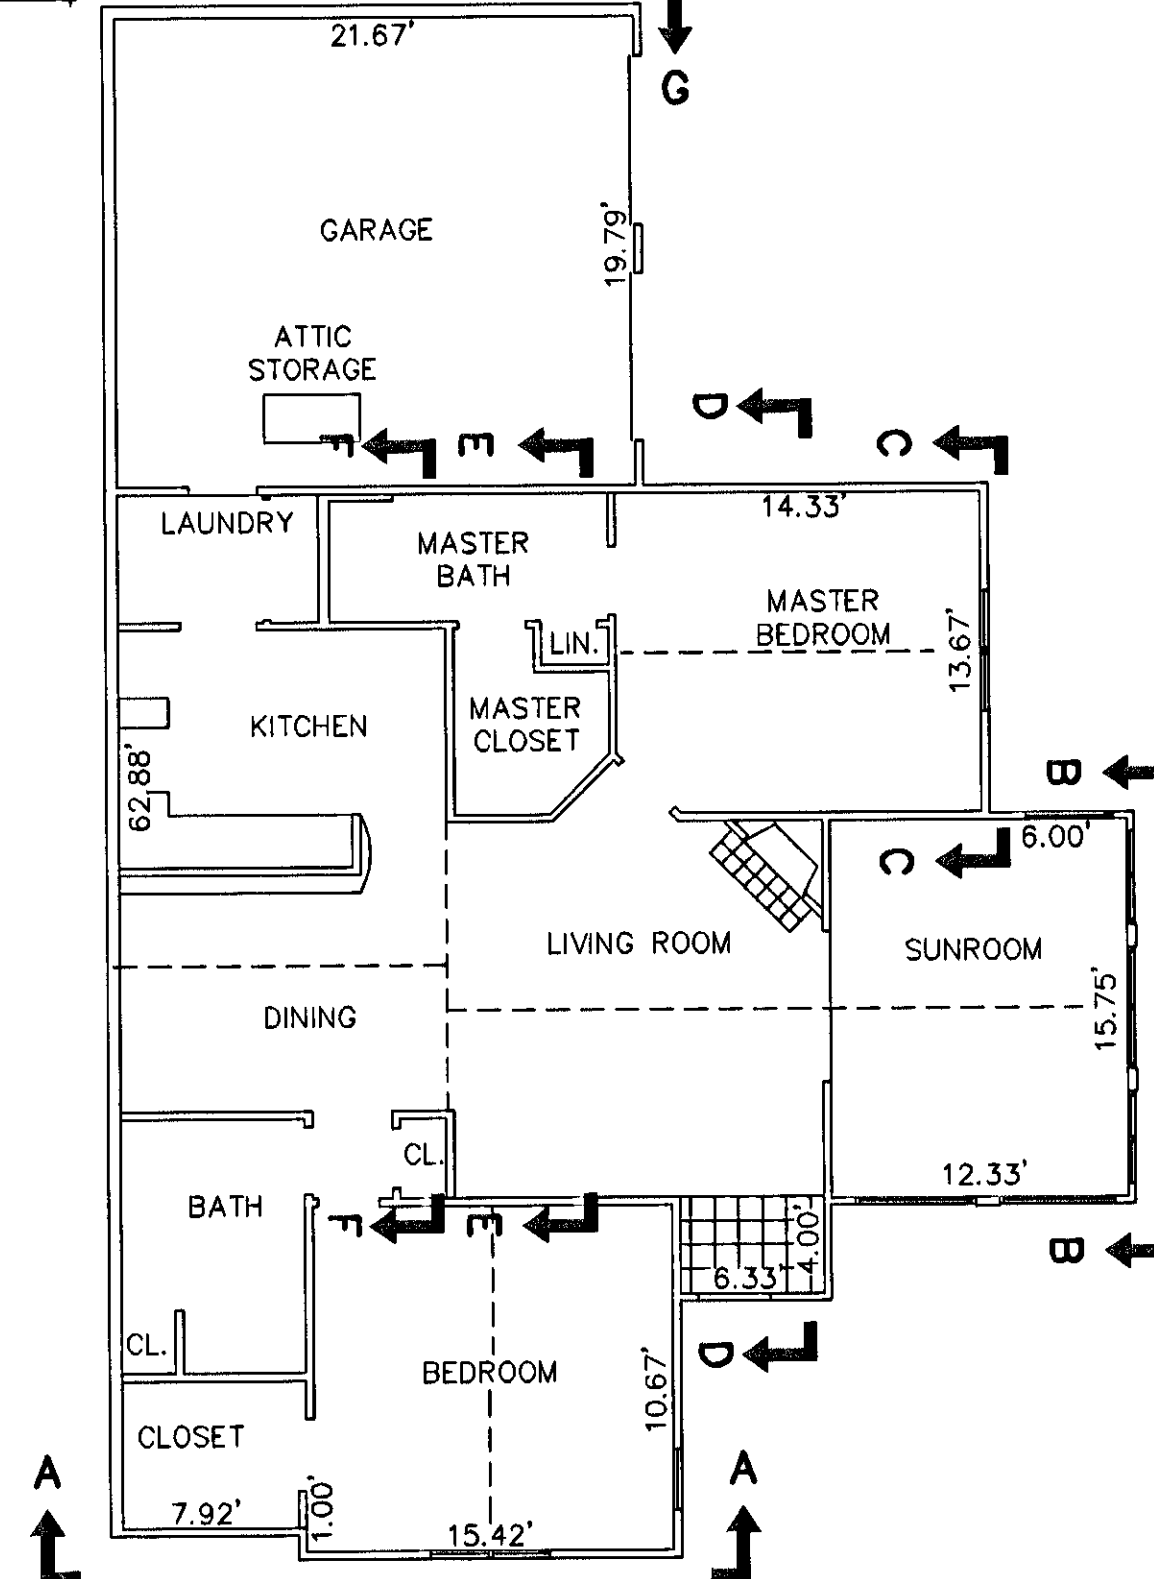 21.67'
G
GARAGE
19.79'
ATTIC
STORAGE
D
C
F
E
14.33'
LAUNDRY
MASTER
BATH
MASTER
BEDROOM
LIN.
13.67'
MASTER
CLOSET
KITCHEN
62.88'
B
6.00'
C
LIVING ROOM
SUNROOM
15.75'
DINING
CL.
12.33'
BATH
F
E
4.00'
6.33'
B
CL.
BEDROOM
D
10.67'
CLOSET
A
A
7.92'
1.00'
15.42'